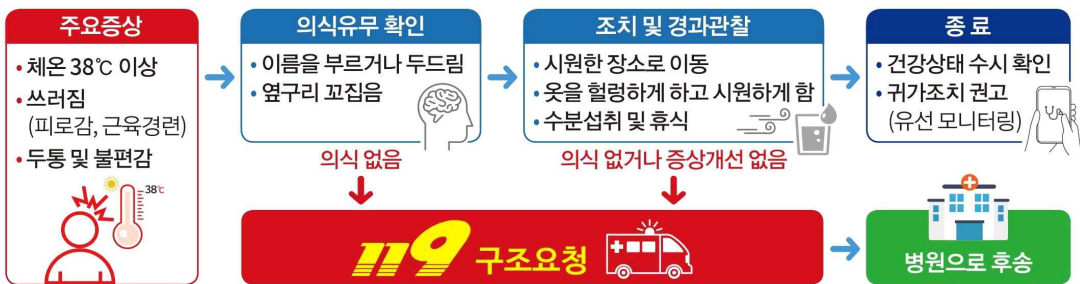 주요증상
• 체온 38℃ 이상
• 쓰러짐
(피로감, 근육경련)
• 두통 및 불편감
38℃
의식유무 확인
• 이름을 부르거나 두드림
• 옆구리 꼬집음
의식 없음
조치 및 경과관찰
• 시원한 장소로 이동
• 옷을 헐렁하게 하고 시원하게 함
• 수분섭취 및 휴식
의식 없거나 증상개선 없음
종 료
• 건강상태 수시 확인
• 귀가조치 권고
(유선 모니터링)
119 구조요청
병원으로 후송